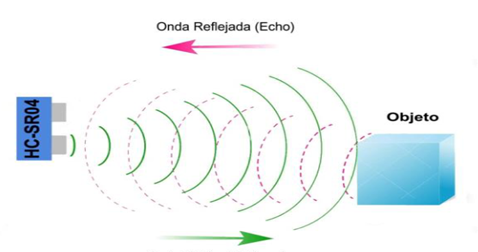 Onda Reflejada (Echo)
HC-SR04
Objeto